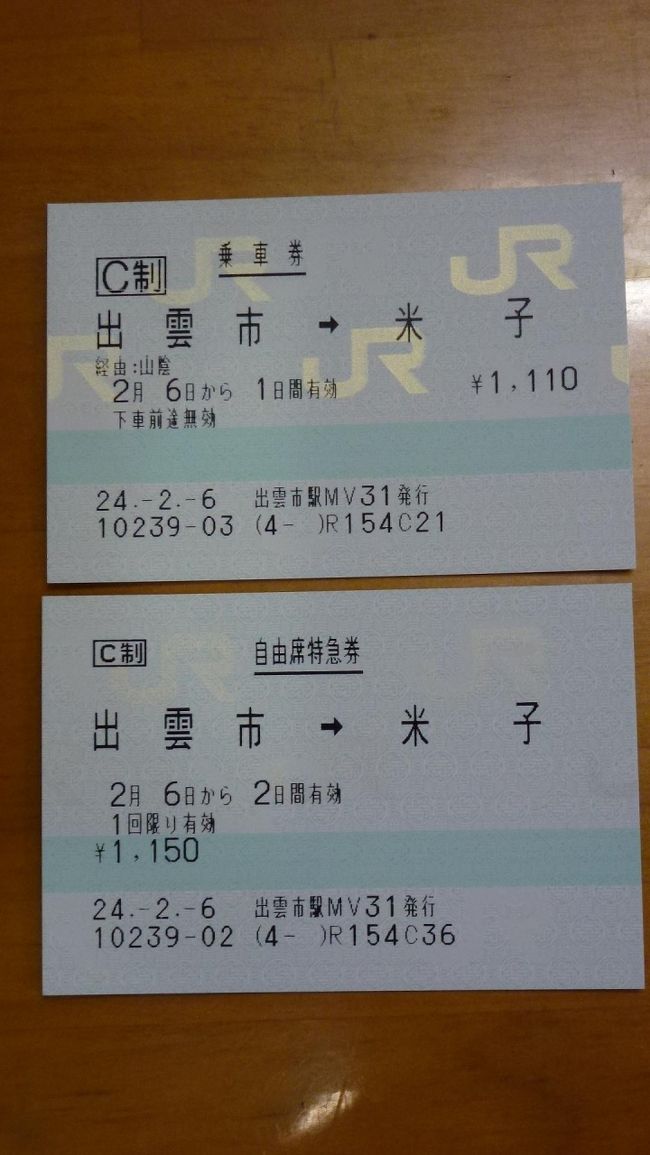 C制 乗車券
JR
出雲市 → 米子
経由:山陰
2月 6日から 1日間有効 ¥1,110
下車前途無効
24.-2.-6 出雲市駅MV31発行
10239-03 (4- )R154C21
C制 自由席特急券
出雲市 → 米子
2月 6日から 2日間有効
1回限り有効
¥1,150
24.-2.-6 出雲市駅MV31発行
10239-02 (4- )R154C36